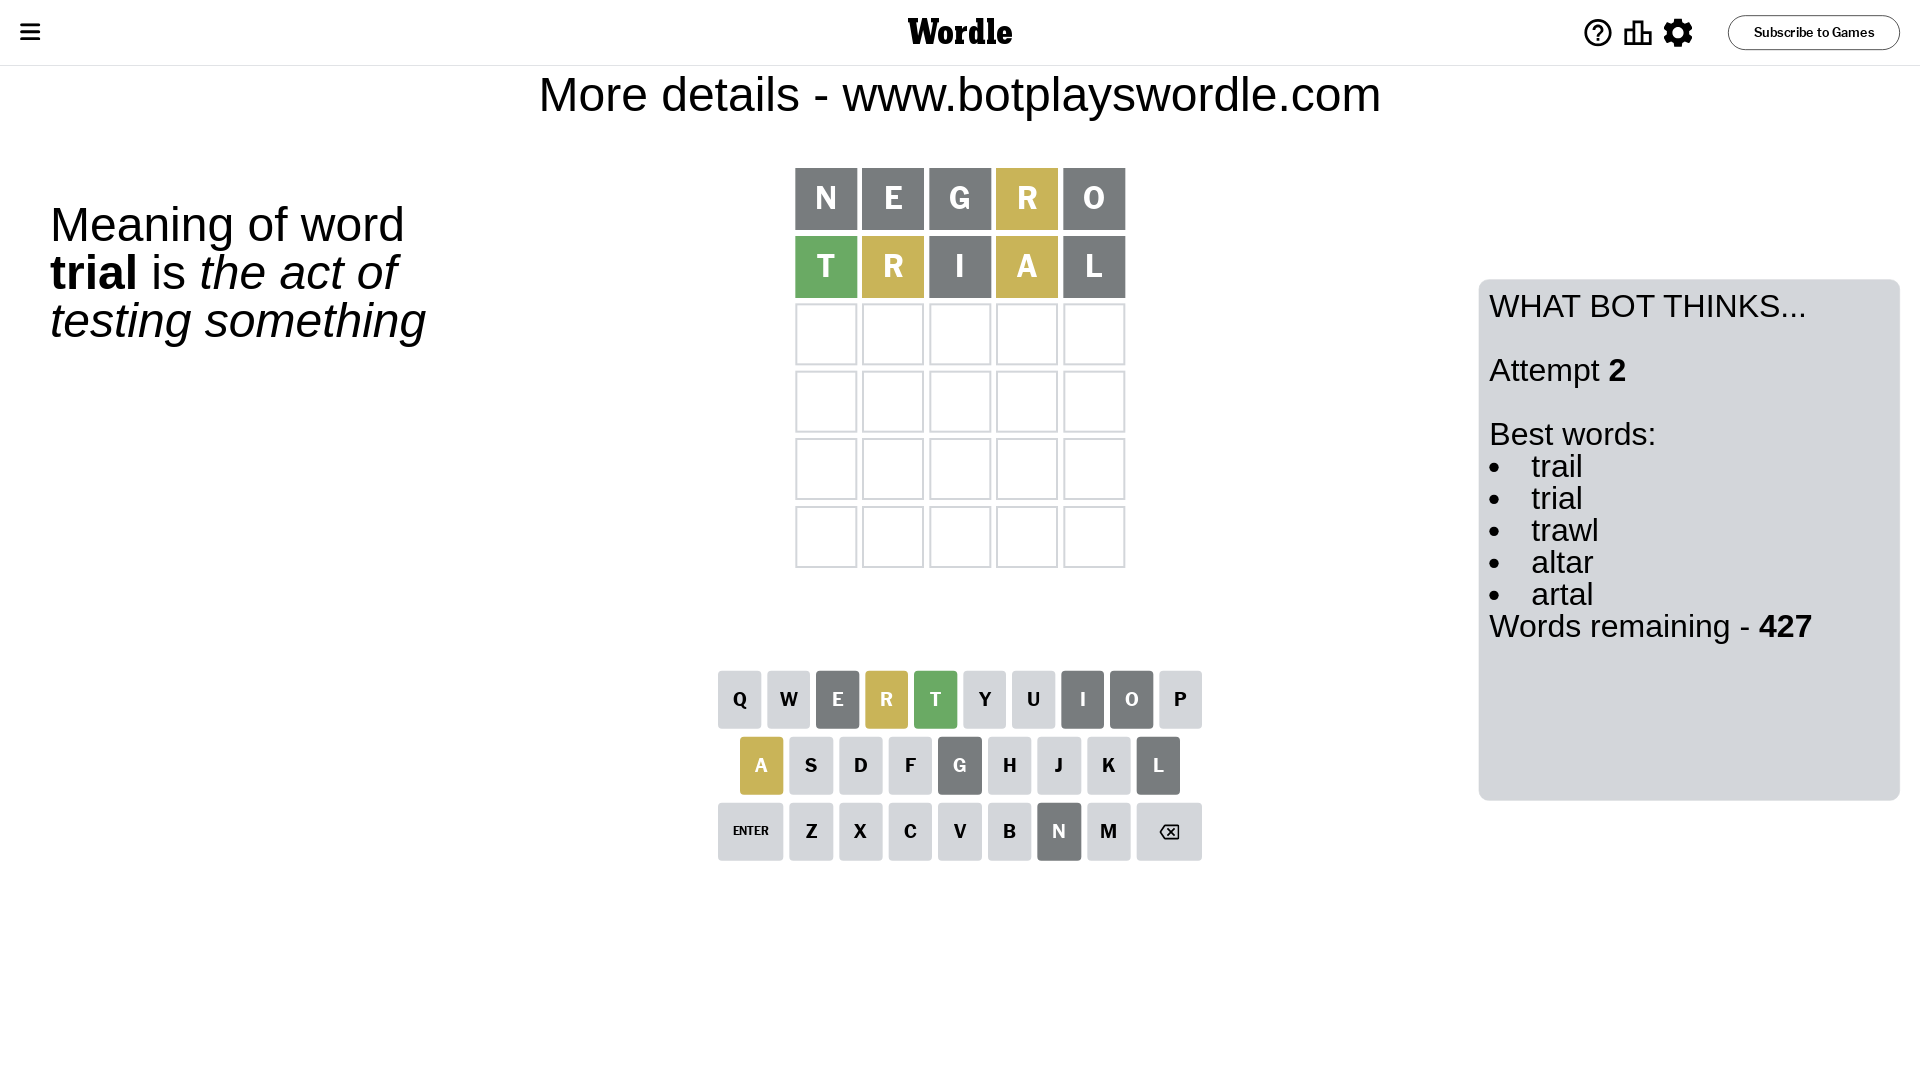 Wordle
Subscribe to Games
More details - www.botplayswordle.com
Meaning of word
trial is the act of
testing something
N E G R O
T R I A L
WHAT BOT THINKS...
Attempt 2
Best words:
• trail
• trial
• trawl
• altar
• artal
Words remaining - 427
Q W E R T Y U I O P
A S D F G H J K L
ENTER Z X C V B N M